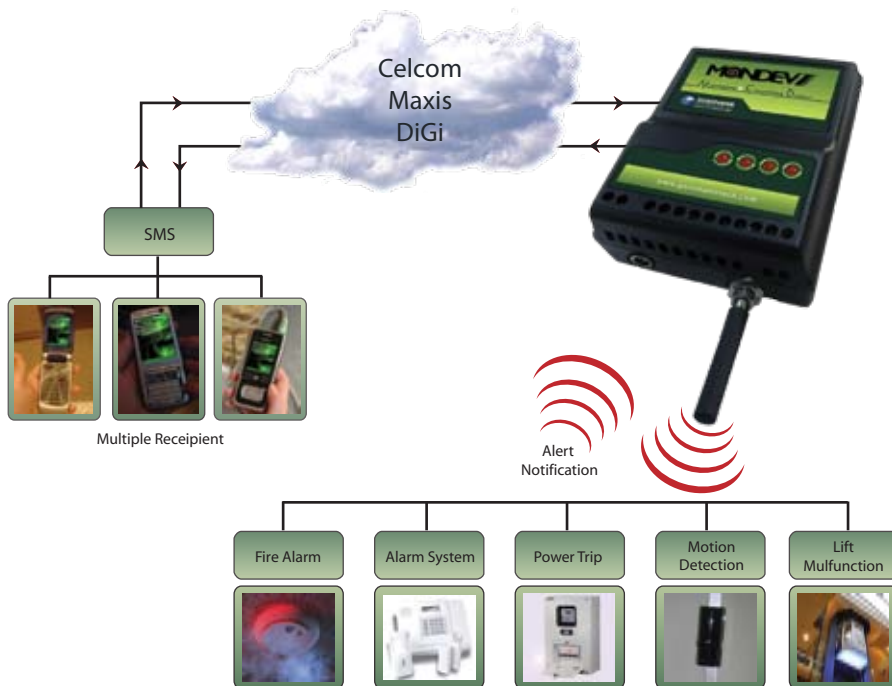 Celcom
Maxis
DiGi
MONDEV
SMS
Multiple Receipient
Alert
Notification
Fire Alarm
Alarm System
Power Trip
Motion
Detection
Lift
Mulfunction